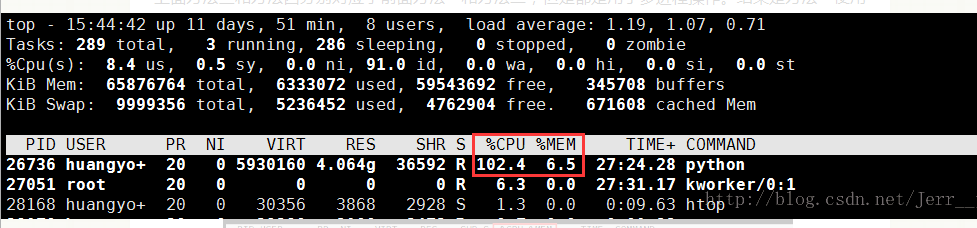 top - 15:44:42 up 11 days, 51 min, 8 users, load average: 1.19, 1.07, 0.71
Tasks: 289 total, 3 running, 286 sleeping, 0 stopped, 0 zombie
%Cpu(s): 8.4 us, 0.5 sy, 0.0 ni, 91.0 id, 0.0 wa, 0.0 hi, 0.0 si, 0.0 st
KiB Mem: 65876764 total, 6333072 used, 59543692 free, 345708 buffers
KiB Swap: 9999356 total, 5236452 used, 4762904 free. 671608 cached Mem
PID USER PR NI VIRT RES SHR S %CPU %MEM TIME+ COMMAND
26736 huangyo+ 20 0 5930160 4.064g 36592 R 102.4 6.5 27:24.28 python
27051 root 20 0 0 0 0 R 6.3 0.0 27:31.17 kworker/0:1
28168 huangyo+ 20 0 30356 3868 2928 S 1.3 0.0 0:09.63 htop
http://blog.csdn.net/Jerr__